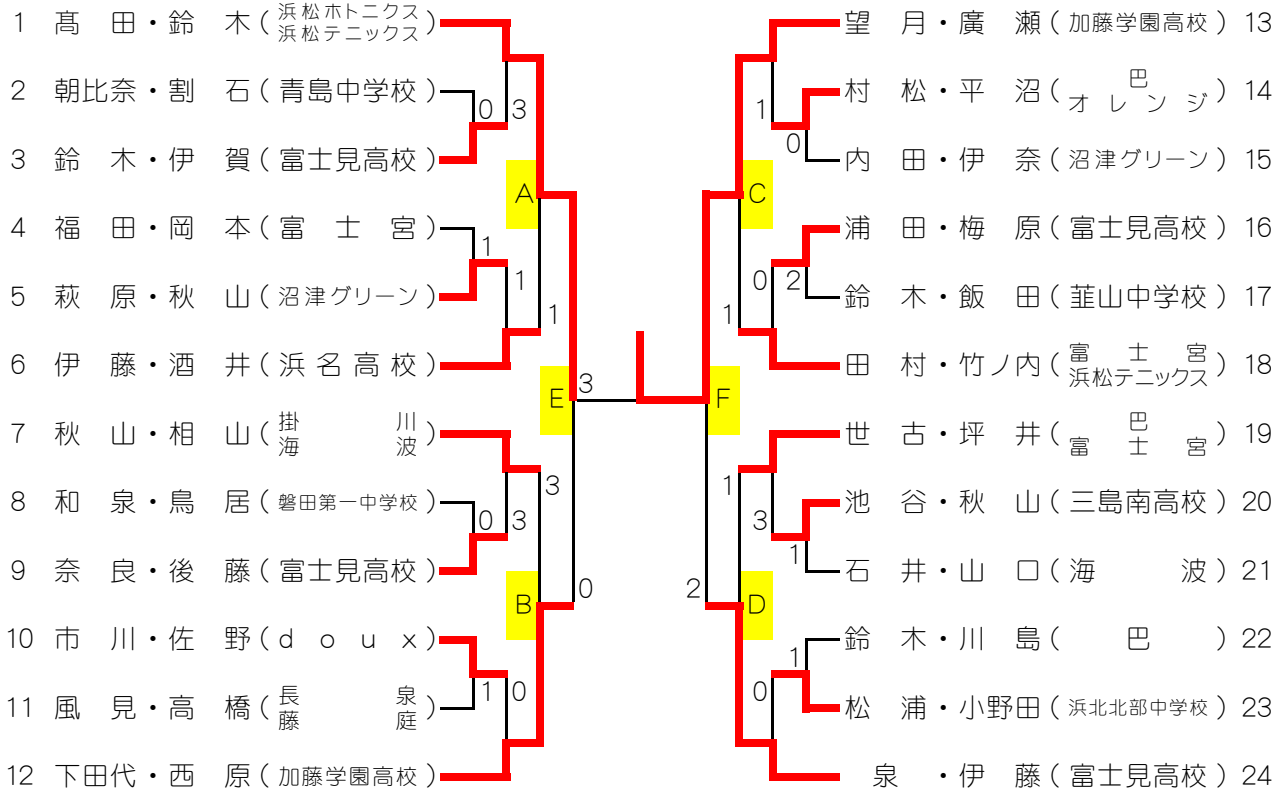 1 髙 田・鈴 木(浜松ホトニクス 浜松テニックス)
2 朝比奈・割 石(青島中学校)
3 鈴 木・伊 賀(富士見高校)
4 福 田・岡 本(富 士 宮)
5 萩 原・秋 山(沼津グリーン)
6 伊 藤・酒 井(浜名高校)
7 秋 山・相 山(掛 川 海 波)
8 和 泉・鳥 居(磐田第一中学校)
9 奈 良・後 藤(富士見高校)
10 市 川・佐 野(d o u x)
11 風 見・高 橋(長 泉 藤 庭)
12 下田代・西 原(加藤学園高校)
0
3
A
1
1
1
E
3
3
0
3
B
0
1
0
望 月・廣 瀬(加藤学園高校)13
村 松・平 沼(巴 オレンジ)14
内 田・伊 奈(沼津グリーン)15
浦 田・梅 原(富士見高校)16
鈴 木・飯 田(韮山中学校)17
田 村・竹ノ内(富 士 宮 浜松テニックス)18
世 古・坪 井(巴 富 士 宮)19
池 谷・秋 山(三島南高校)20
石 井・山 口(海 波)21
鈴 木・川 島(巴)22
松 浦・小野田(浜北北部中学校)23
泉 ・伊 藤(富士見高校)24
1
0
C
0
2
1
F
1
3
1
2
D
1
0